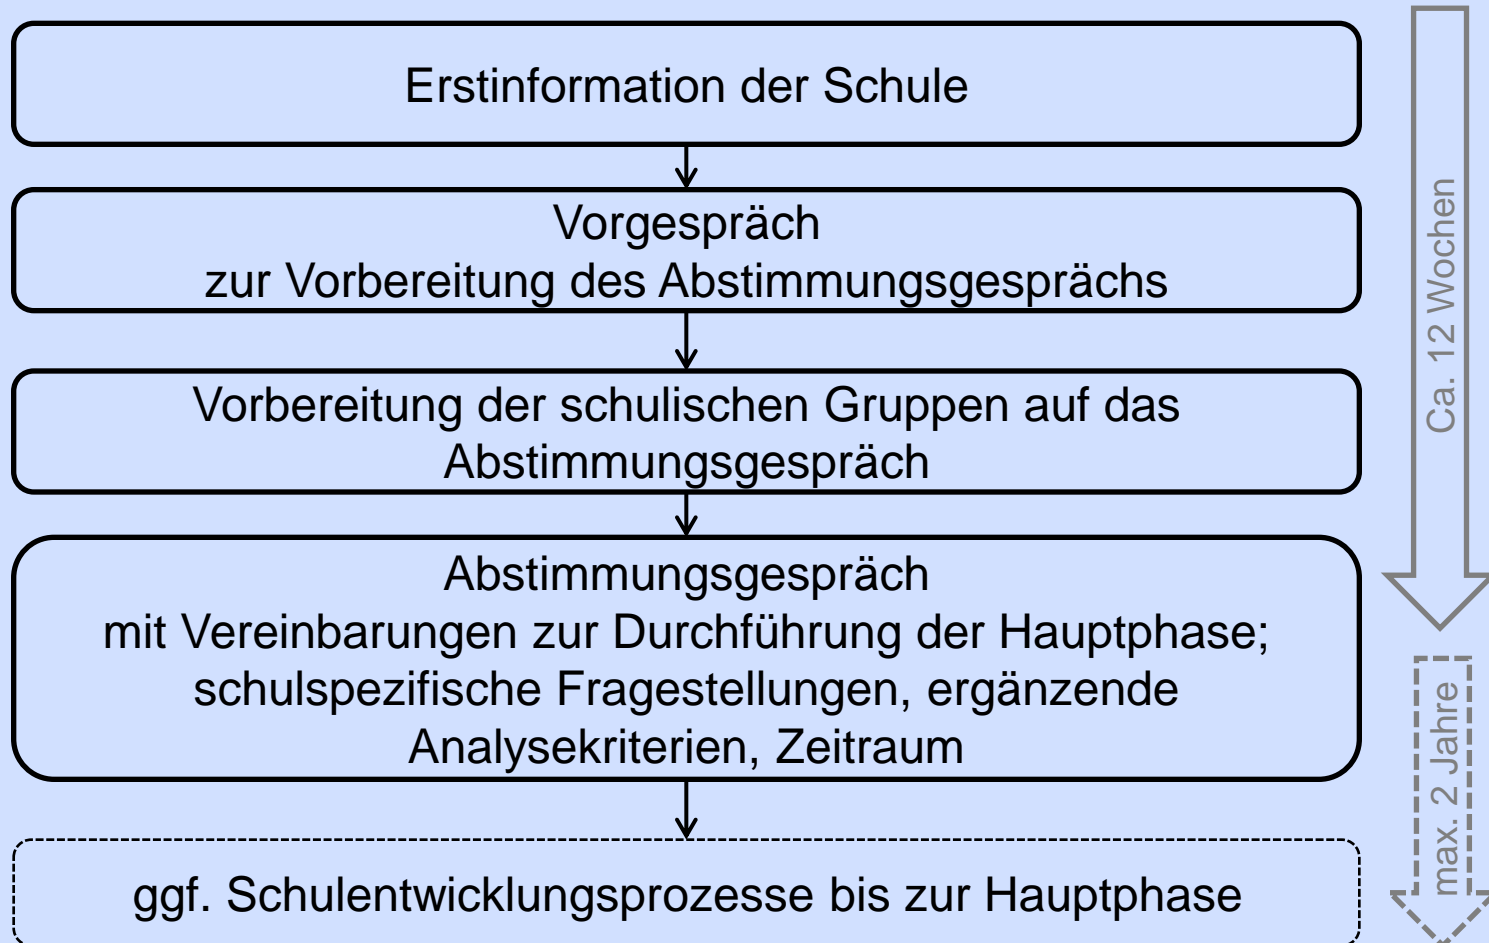 Erstinformation der Schule
Vorgespräch
zur Vorbereitung des Abstimmungsgesprächs
Vorbereitung der schulischen Gruppen auf das
Abstimmungsgespräch
Abstimmungsgespräch
mit Vereinbarungen zur Durchführung der Hauptphase;
schulspezifische Fragestellungen, ergänzende
Analysekriterien, Zeitraum
ggf. Schulentwicklungsprozesse bis zur Hauptphase
Ca. 12 Wochen
max. 2 Jahre